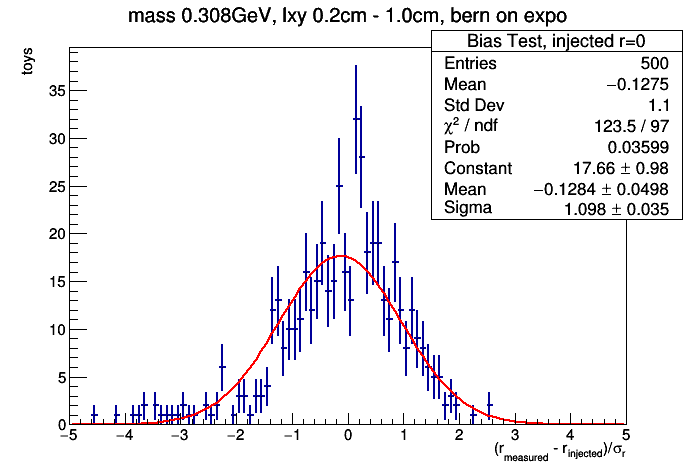 mass 0.308GeV, lxy 0.2cm - 1.0cm, bern on expo
toys
Bias Test, injected r=0
Entries 500
Mean −0.1275
Std Dev 1.1
χ² / ndf 123.5 / 97
Prob 0.03599
Constant 17.66 ± 0.98
Mean −0.1284 ± 0.0498
Sigma 1.098 ± 0.035
35
30
25
20
15
10
5
0
−5 −4 −3 −2 −1 0 1 2 3 4 5
(r_measured - r_injected)/σ_r